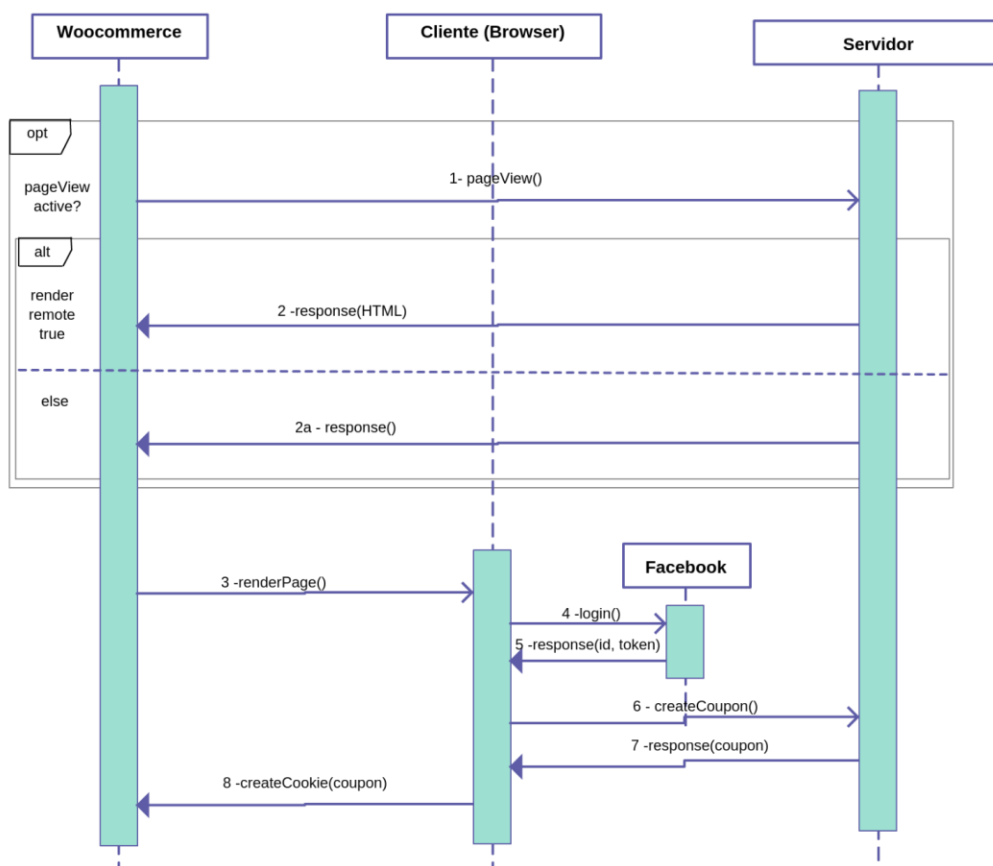 Woocommerce
Cliente (Browser)
Servidor
opt
pageView
active?
1- pageView()
alt
render
remote
true
2 -response(HTML)
else
2a - response()
Facebook
3 -renderPage()
4 -login()
5 -response(id, token)
6 - createCoupon()
7 -response(coupon)
8 -createCookie(coupon)